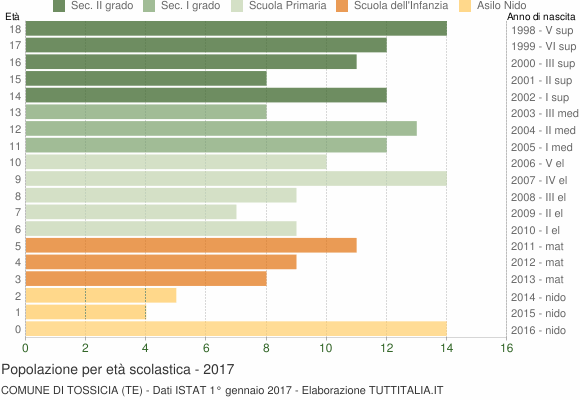 Sec. II grado Sec. I grado Scuola Primaria Scuola dell'Infanzia Asilo Nido
Età Anno di nascita
18 1998 - V sup
17 1999 - VI sup
16 2000 - III sup
15 2001 - II sup
14 2002 - I sup
13 2003 - III med
12 2004 - II med
11 2005 - I med
10 2006 - V el
9 2007 - IV el
8 2008 - III el
7 2009 - II el
6 2010 - I el
5 2011 - mat
4 2012 - mat
3 2013 - mat
2 2014 - nido
1 2015 - nido
0 2016 - nido
0 2 4 6 8 10 12 14 16
Popolazione per età scolastica - 2017
COMUNE DI TOSSICIA (TE) - Dati ISTAT 1° gennaio 2017 - Elaborazione TUTTITALIA.IT